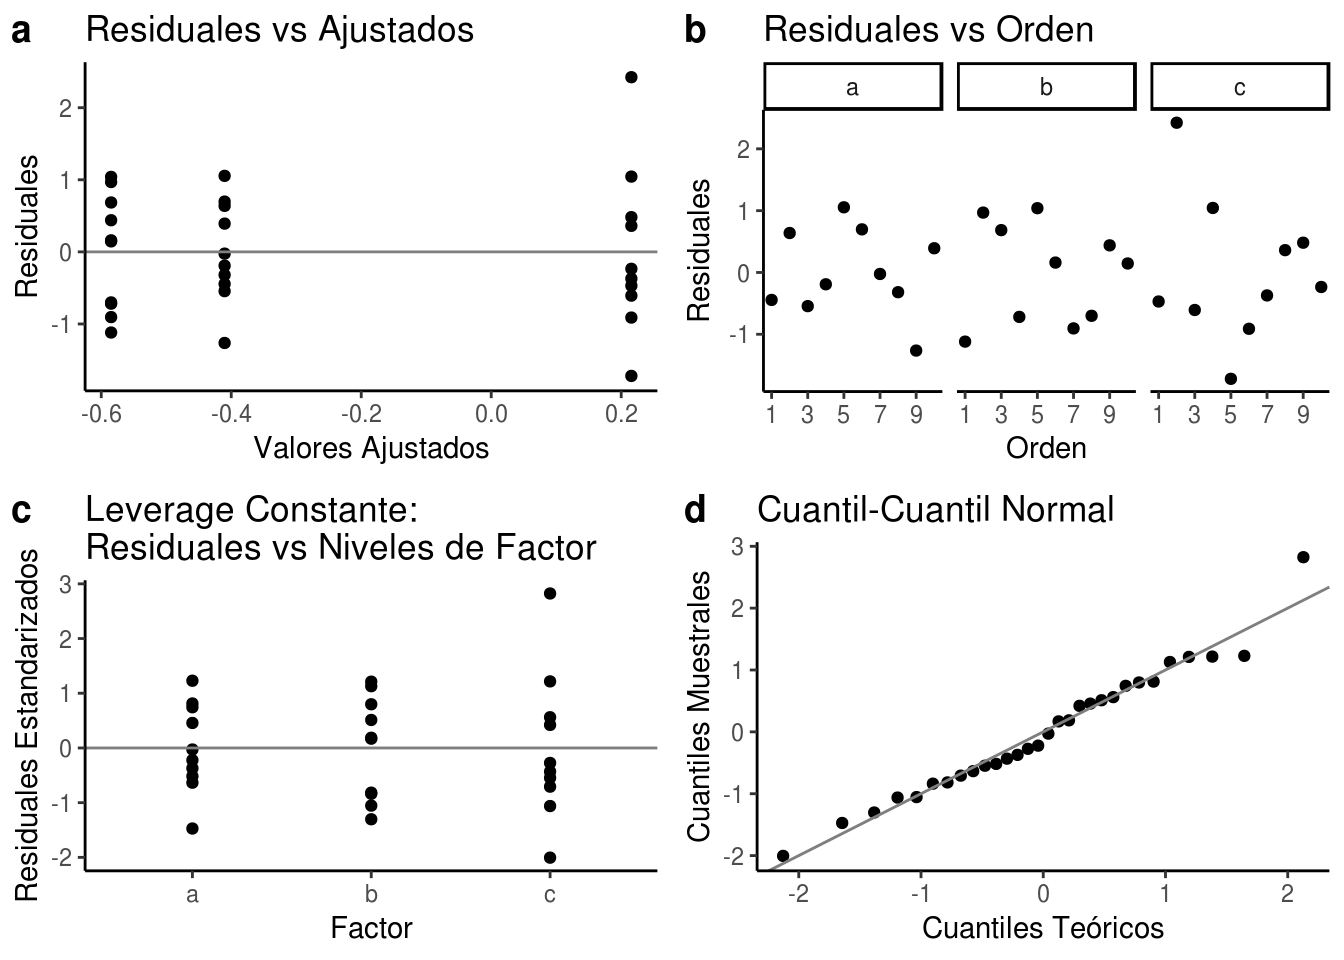 a Residuales vs Ajustados
Residuales
2
1
0
-1
-0.6 -0.4 -0.2 0.0 0.2
Valores Ajustados
b Residuales vs Orden
a b c
Residuales
2
1
0
-1
1 3 5 7 9 1 3 5 7 9 1 3 5 7 9
Orden
c Leverage Constante:
Residuales vs Niveles de Factor
Residuales Estandarizados
3
2
1
0
-1
-2
a b c
Factor
d Cuantil-Cuantil Normal
Cuantiles Muestrales
3
2
1
0
-1
-2
-2 -1 0 1 2
Cuantiles Teóricos